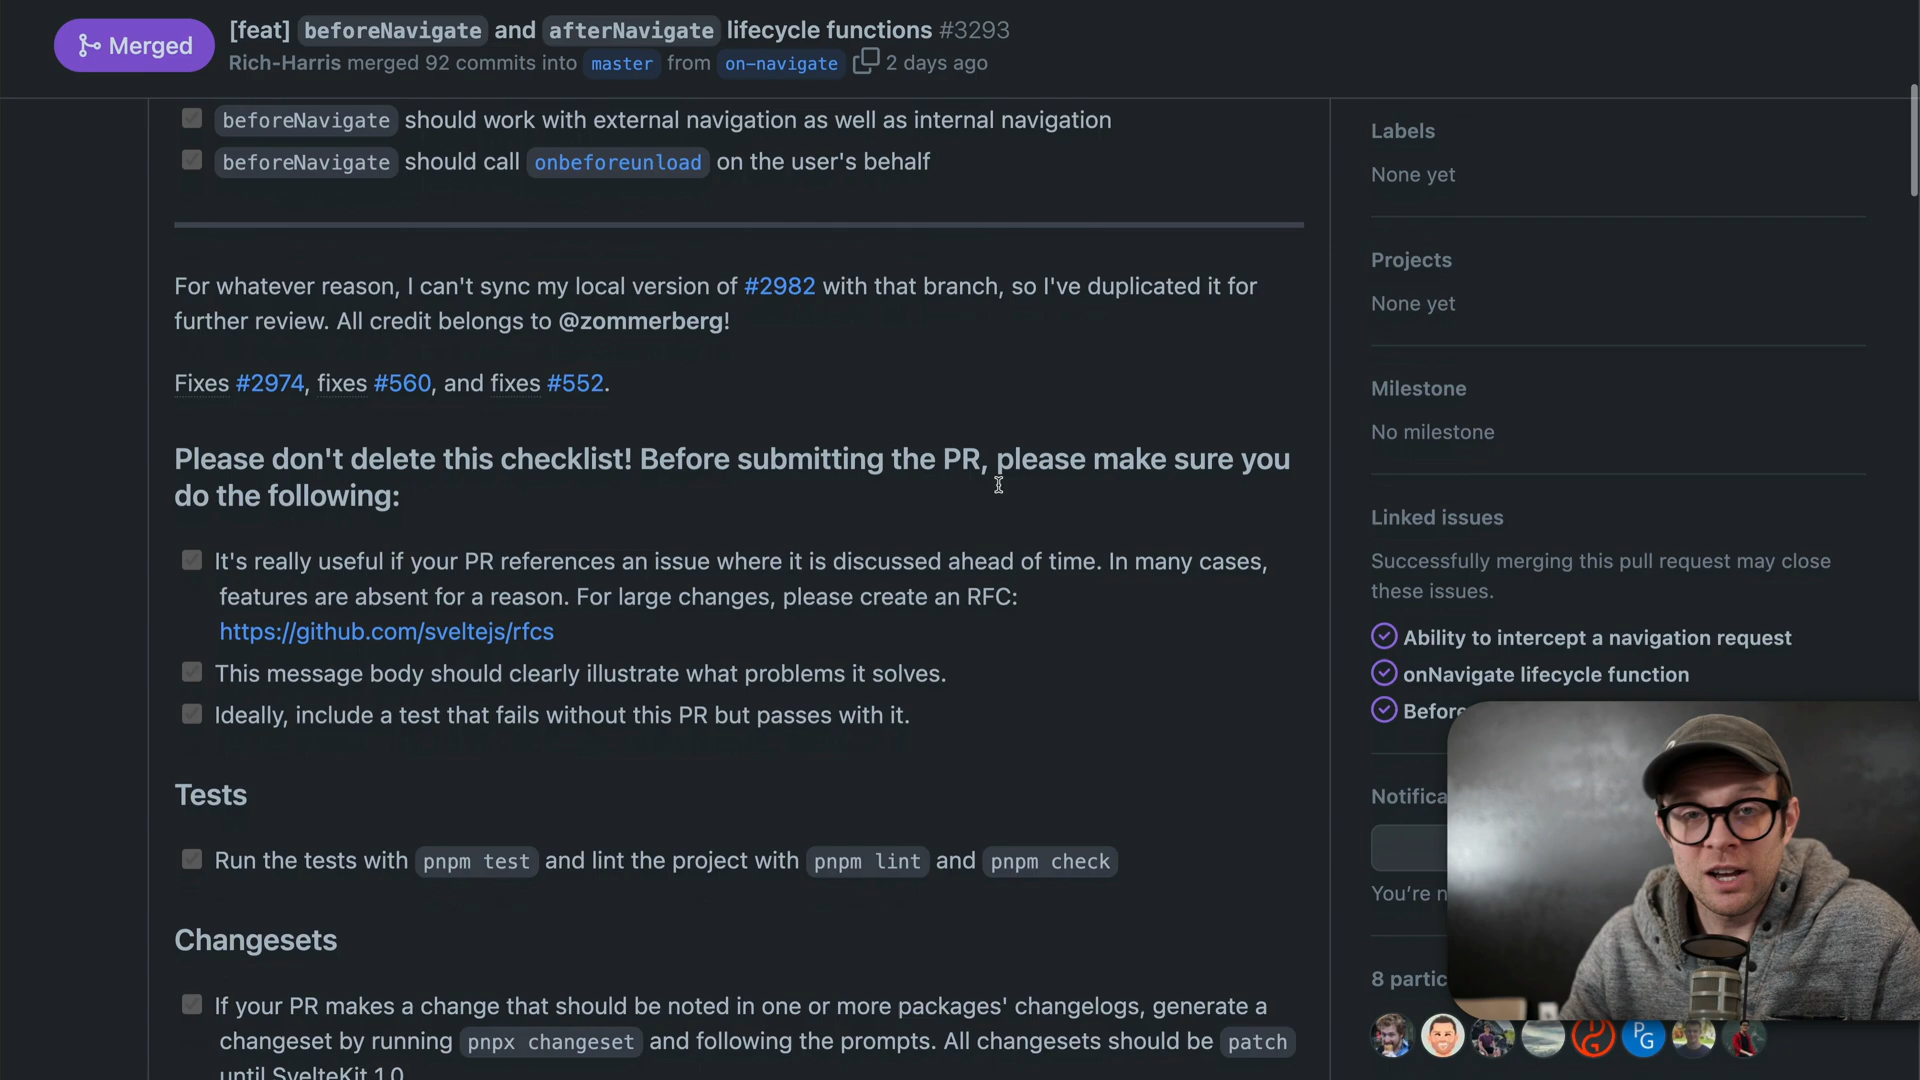 Merged
[feat] beforeNavigate and afterNavigate lifecycle functions #3293
Rich-Harris merged 92 commits into master from on-navigate 2 days ago
beforeNavigate should work with external navigation as well as internal navigation
beforeNavigate should call onbeforeunload on the user's behalf
For whatever reason, I can't sync my local version of #2982 with that branch, so I've duplicated it for
further review. All credit belongs to @zommerberg!
Fixes #2974, fixes #560, and fixes #552.
Please don't delete this checklist! Before submitting the PR, please make sure you
do the following:
It's really useful if your PR references an issue where it is discussed ahead of time. In many cases,
features are absent for a reason. For large changes, please create an RFC:
https://github.com/sveltejs/rfcs
This message body should clearly illustrate what problems it solves.
Ideally, include a test that fails without this PR but passes with it.
Tests
Run the tests with pnpm test and lint the project with pnpm lint and pnpm check
Changesets
If your PR makes a change that should be noted in one or more packages' changelogs, generate a
changeset by running pnpx changeset and following the prompts. All changesets should be patch
until SvelteKit 1.0
Labels
None yet
Projects
None yet
Milestone
No milestone
Linked issues
Successfully merging this pull request may close
these issues.
Ability to intercept a navigation request
onNavigate lifecycle function
Before
Notifica
You're n
8 partic
PG